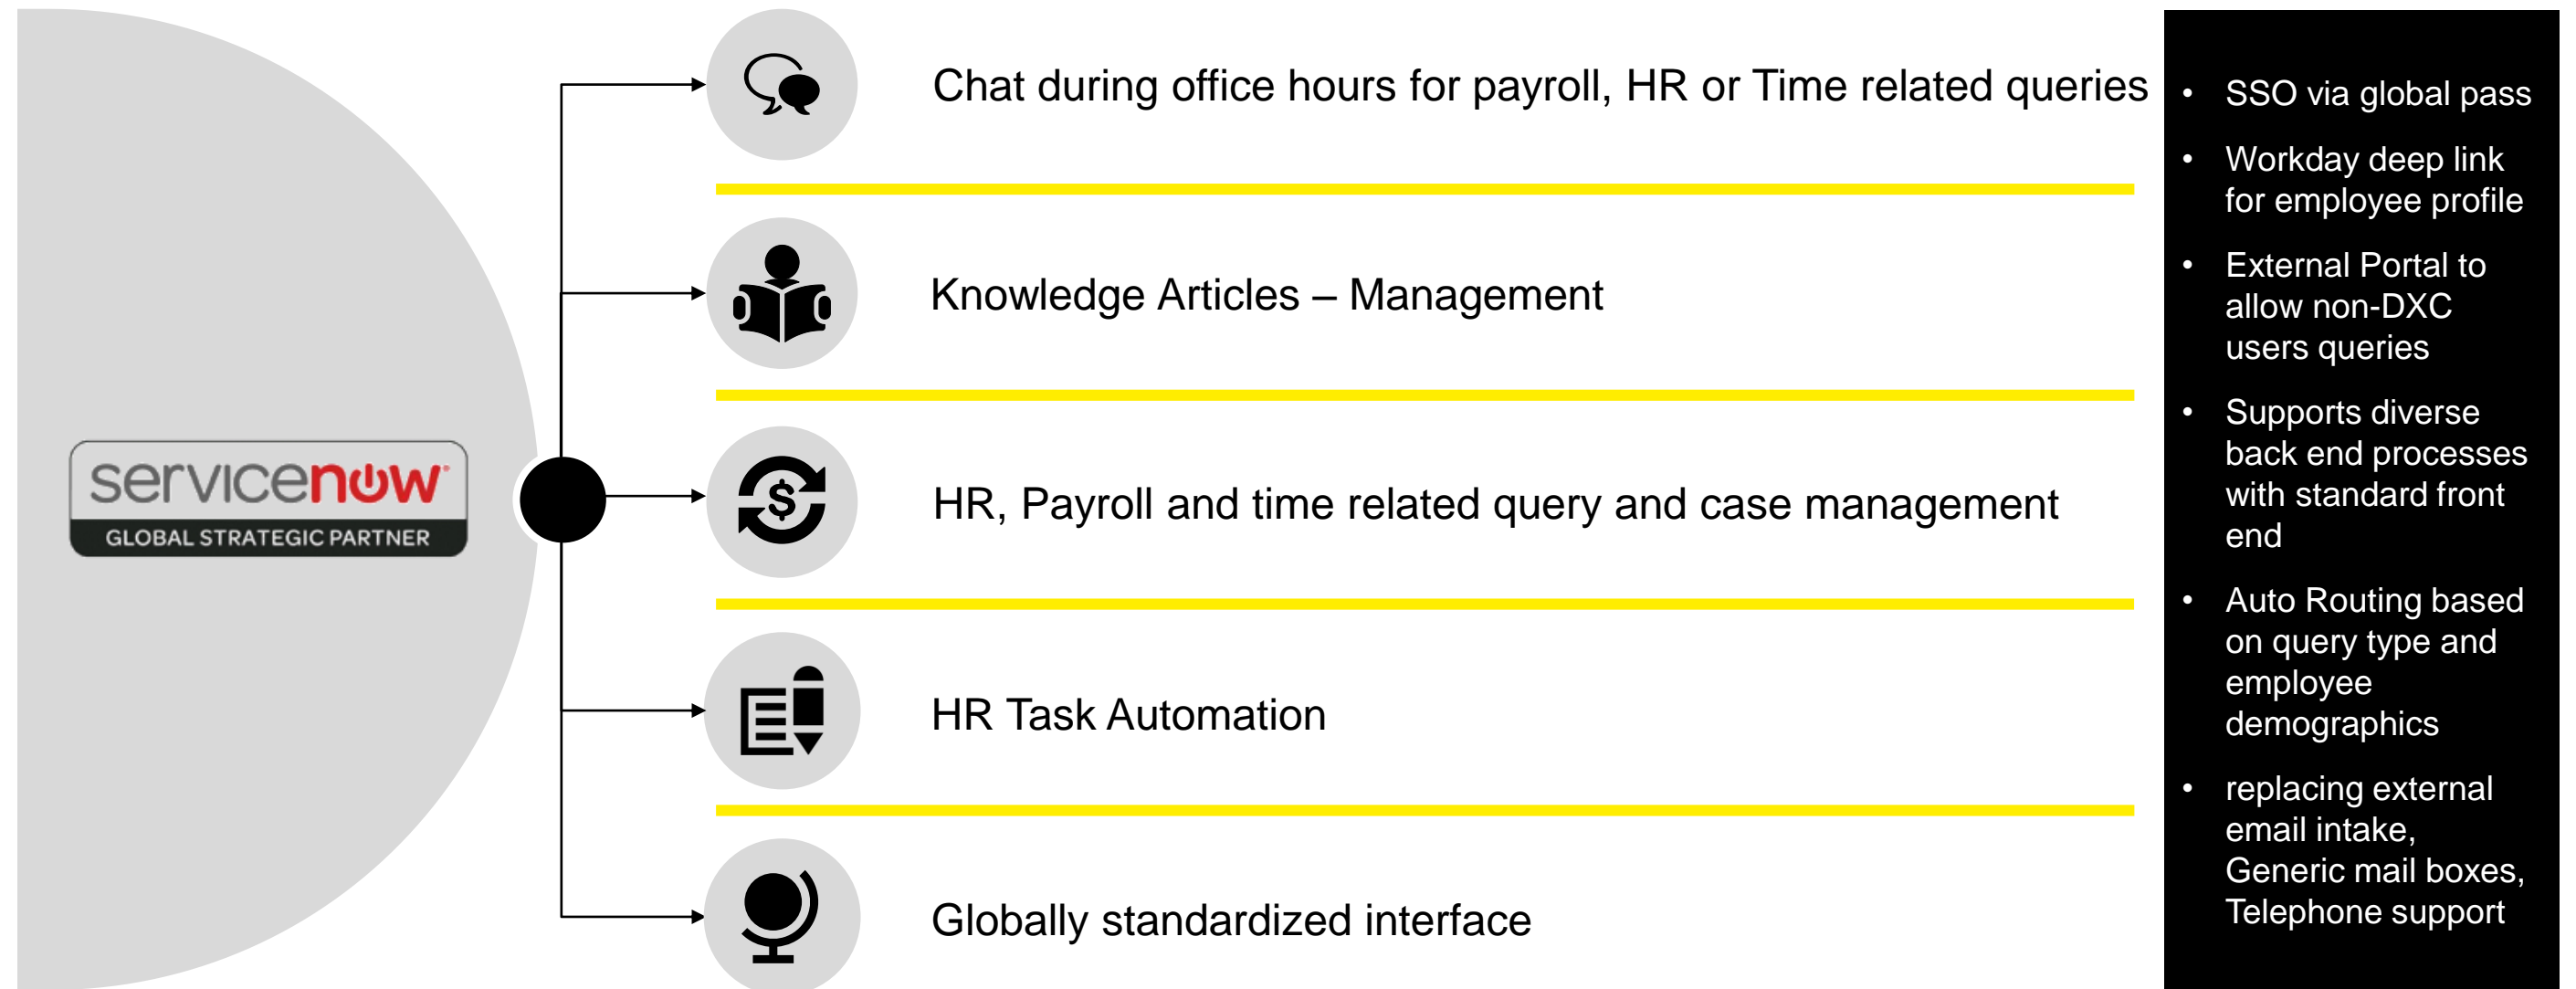 servicenow
GLOBAL STRATEGIC PARTNER
Chat during office hours for payroll, HR or Time related queries
Knowledge Articles – Management
HR, Payroll and time related query and case management
HR Task Automation
Globally standardized interface
• SSO via global pass
• Workday deep link
for employee profile
• External Portal to
allow non-DXC
users queries
• Supports diverse
back end processes
with standard front
end
• Auto Routing based
on query type and
employee
demographics
• replacing external
email intake,
Generic mail boxes,
Telephone support